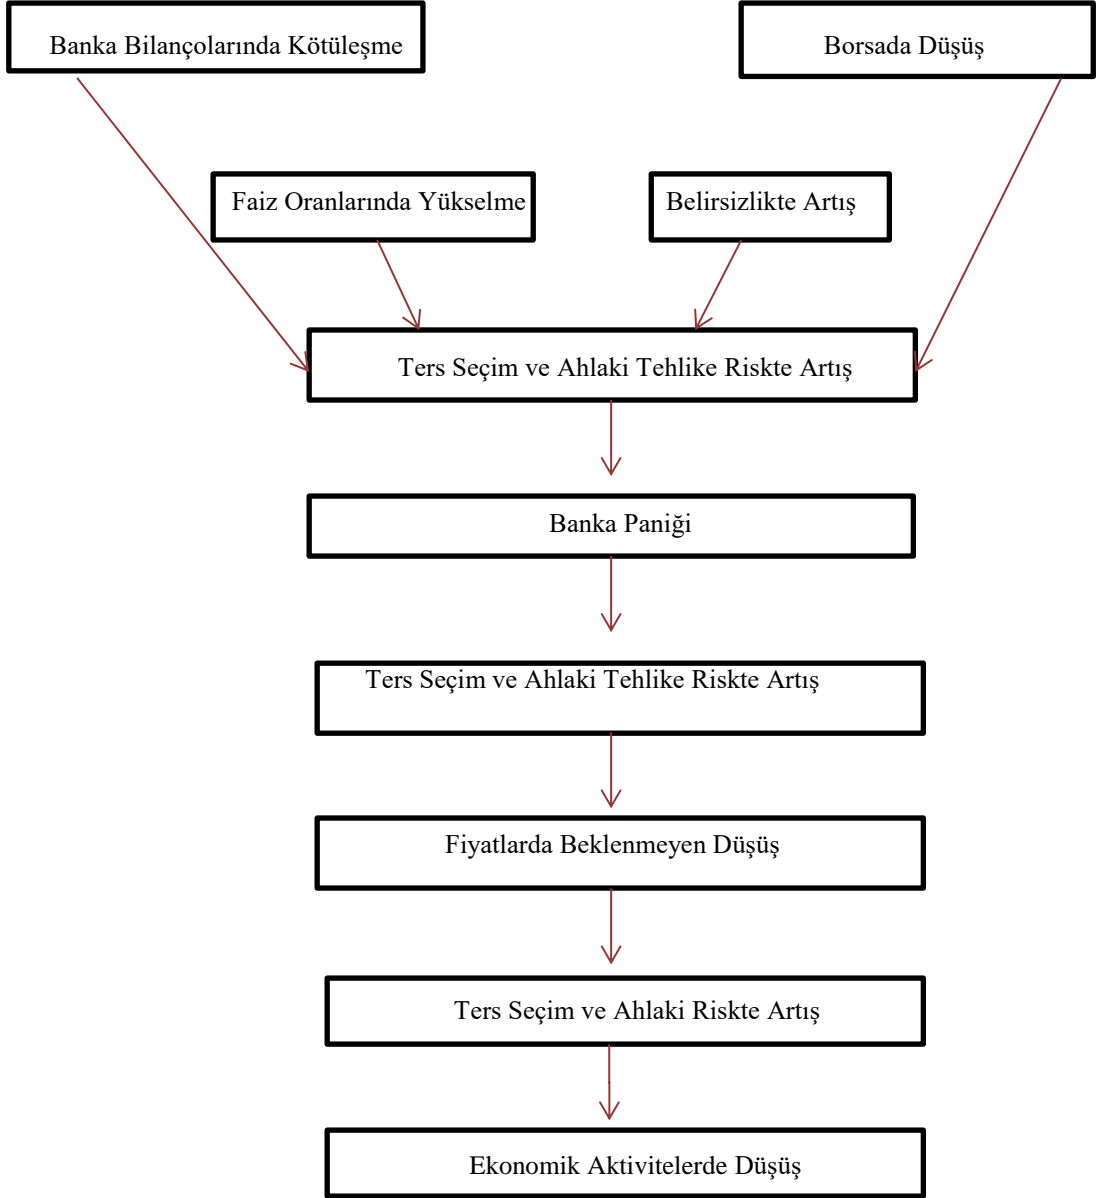 Banka Bilançolarında Kötüleşme
Borsada Düşüş
Faiz Oranlarında Yükselme
Belirsizlikte Artış
Ters Seçim ve Ahlaki Tehlike Riskte Artış
Banka Paniği
Ters Seçim ve Ahlaki Tehlike Riskte Artış
Fiyatlarda Beklenmeyen Düşüş
Ters Seçim ve Ahlaki Riskte Artış
Ekonomik Aktivitelerde Düşüş